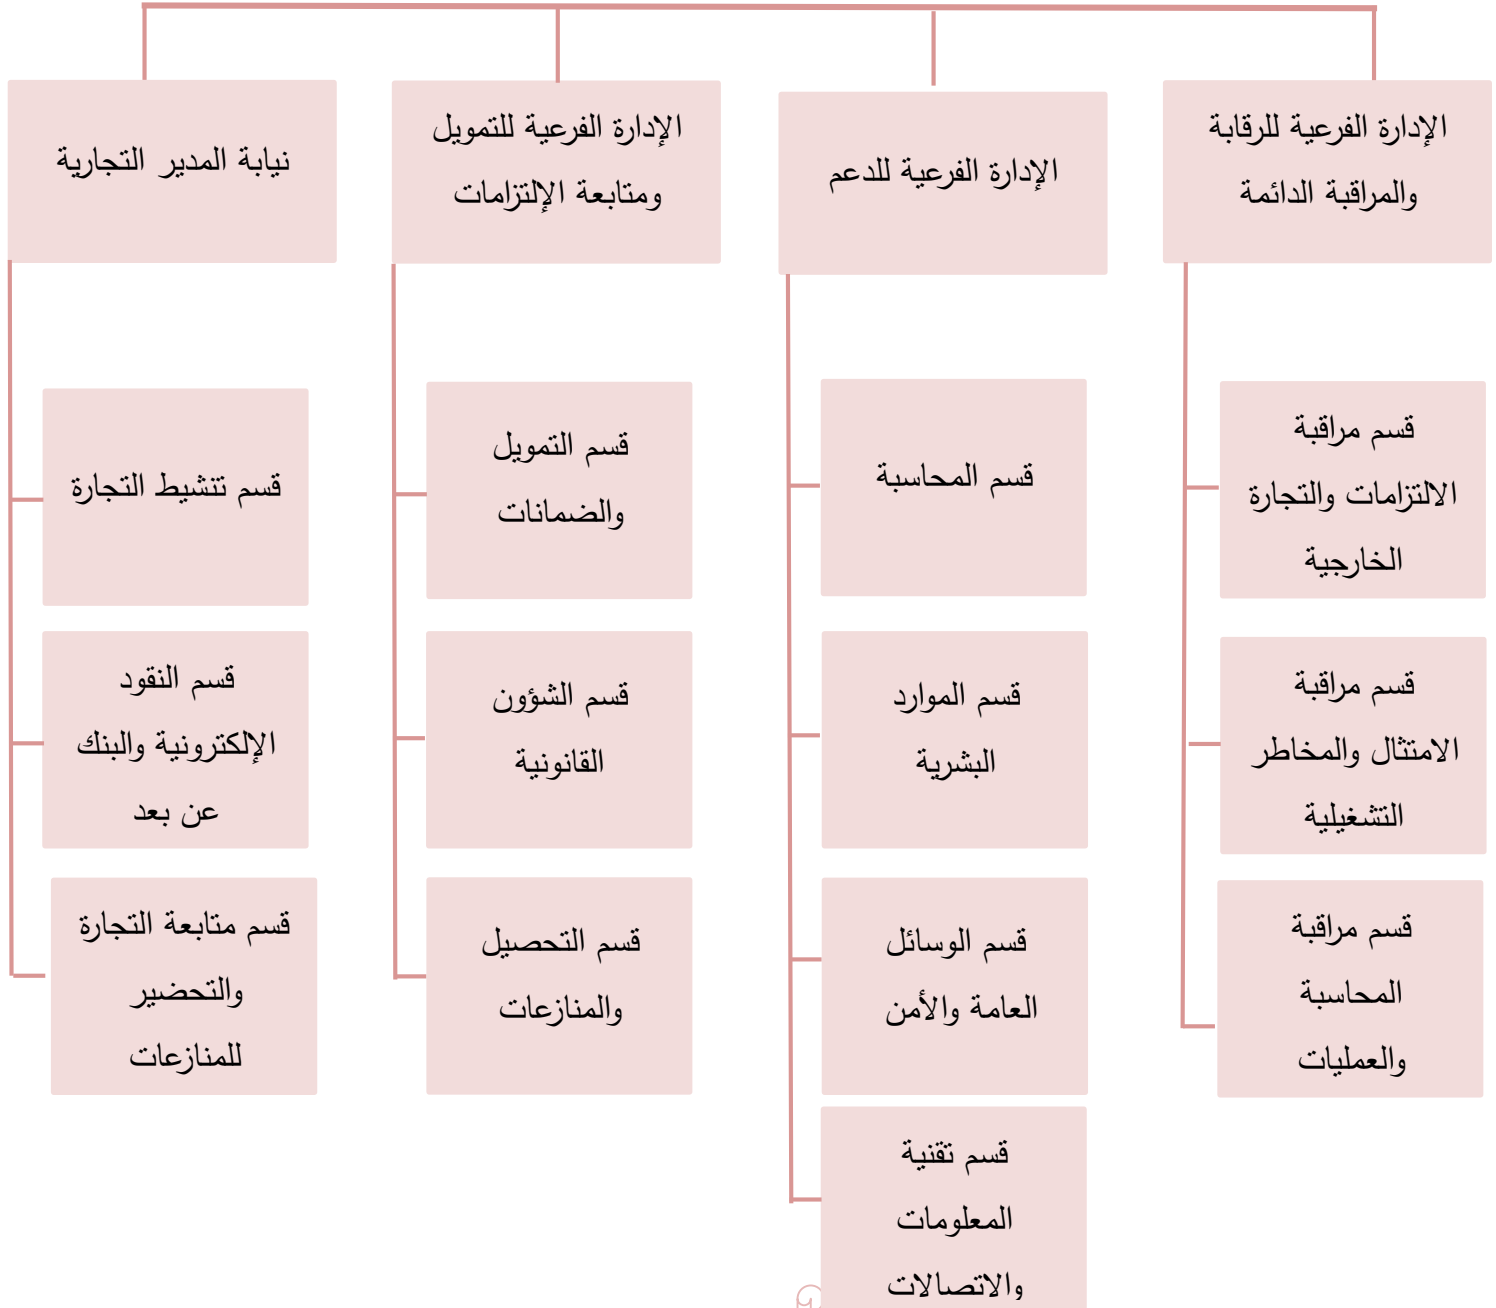 الإدارة الفرعية للرقابة
والمراقبة الدائمة
الإدارة الفرعية للدعم
الإدارة الفرعية للتمويل
ومتابعة الإلتزامات
نيابة المدير التجارية
قسم مراقبة
الالتزامات والتجارة
الخارجية
قسم مراقبة
الامتثال والمخاطر
التشغيلية
قسم مراقبة
المحاسبة
والعمليات
قسم المحاسبة
قسم الموارد
البشرية
قسم الوسائل
العامة والأمن
قسم تقنية
المعلومات
والاتصالات
قسم التمويل
والضمانات
قسم الشؤون
القانونية
قسم التحصيل
والمنازعات
قسم تنشيط التجارة
قسم النقود
الإلكترونية والبنك
عن بعد
قسم متابعة التجارة
والتحضير
للمنازعات